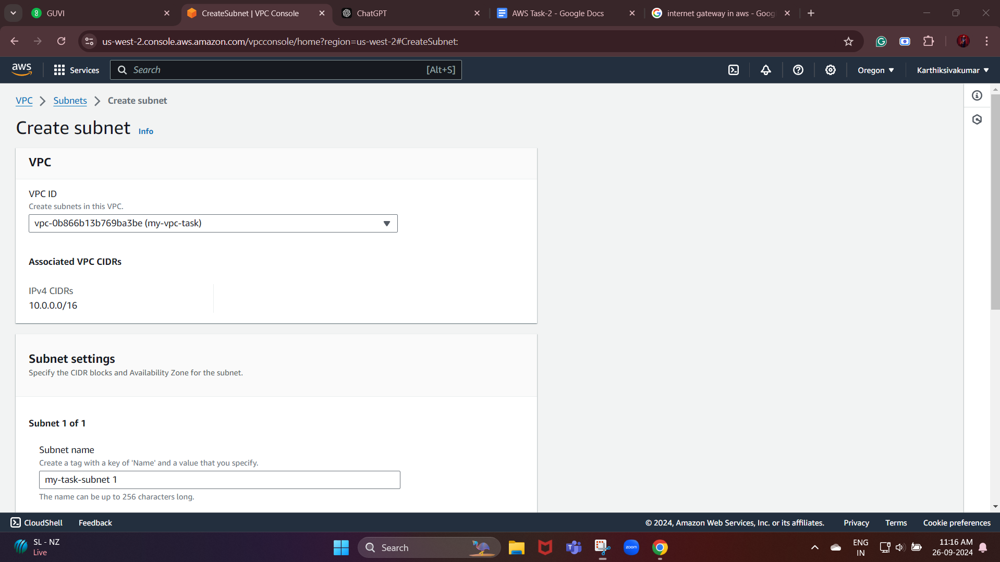 GUVI
CreateSubnet | VPC Console
ChatGPT
AWS Task-2 - Google Docs
internet gateway in aws - Goog
us-west-2.console.aws.amazon.com/vpcconsole/home?region=us-west-2#CreateSubnet:
aws
Services
Search
[Alt+S]
Oregon
Karthiksivakumar
VPC
Subnets
Create subnet
Create subnet
Info
VPC
VPC ID
Create subnets in this VPC.
vpc-0b866b13b769ba3be (my-vpc-task)
Associated VPC CIDRs
IPv4 CIDRs
10.0.0.0/16
Subnet settings
Specify the CIDR blocks and Availability Zone for the subnet.
Subnet 1 of 1
Subnet name
Create a tag with a key of 'Name' and a value that you specify.
my-task-subnet 1
The name can be up to 256 characters long.
CloudShell
Feedback
© 2024, Amazon Web Services, Inc. or its affiliates.
Privacy
Terms
Cookie preferences
SL - NZ
Live
Search
zoom
ENG
IN
11:16 AM
26-09-2024